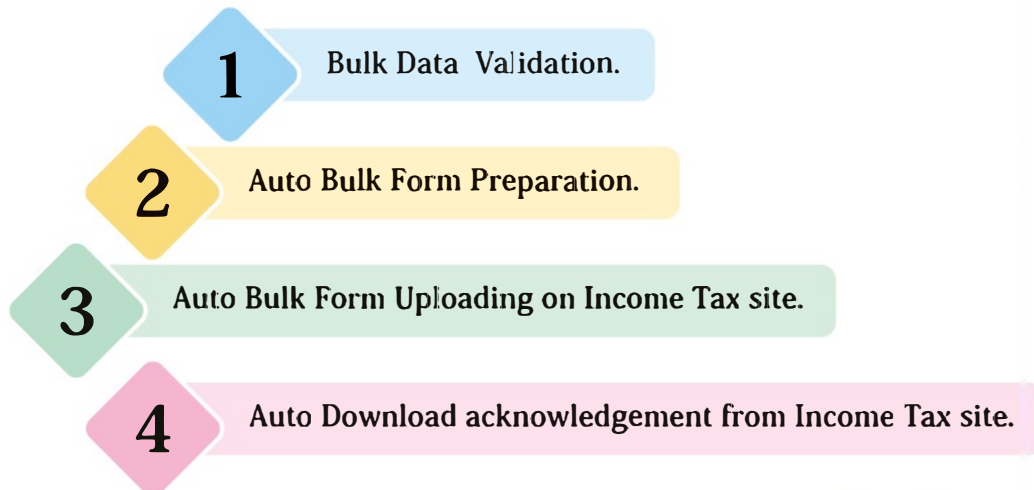 1 Bulk Data Validation.
2 Auto Bulk Form Preparation.
3 Auto Bulk Form Uploading on Income Tax site.
4 Auto Download acknowledgement from Income Tax site.